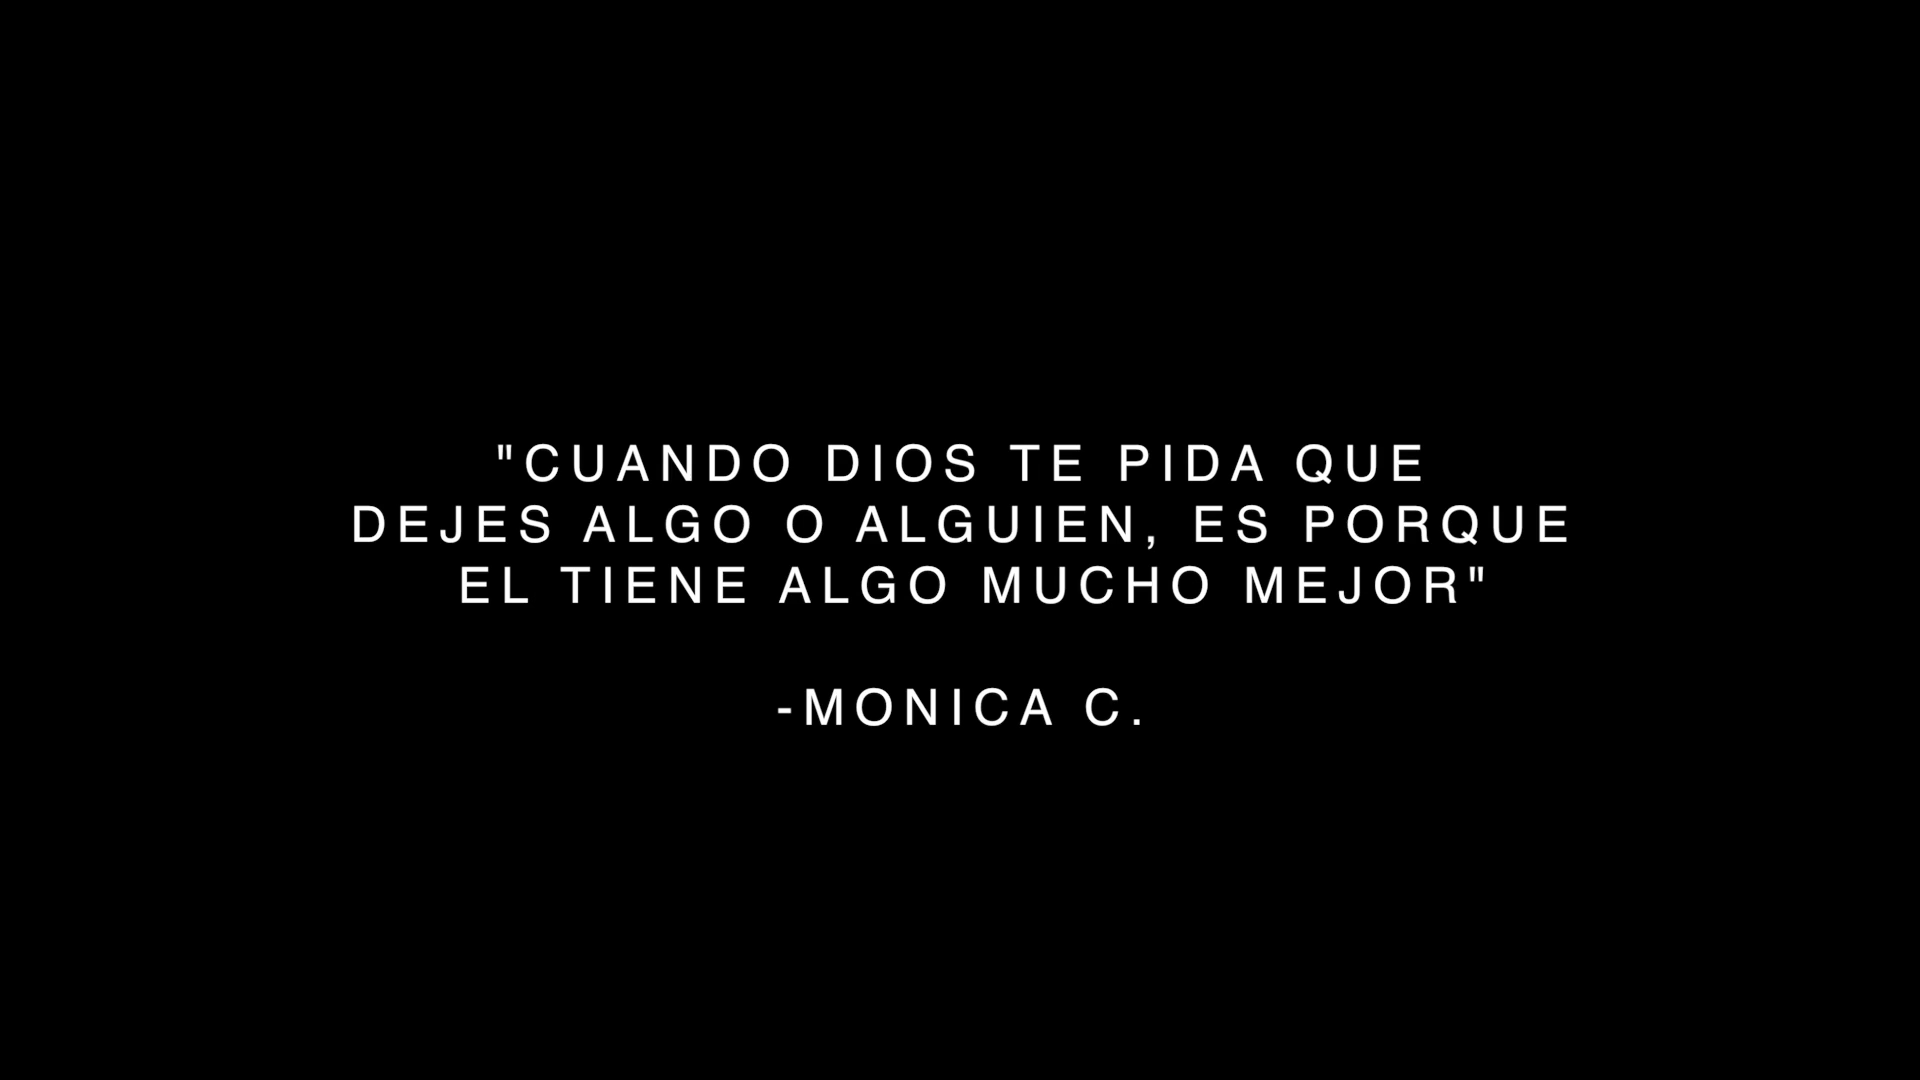 "CUANDO DIOS TE PIDA QUE
DEJES ALGO O ALGUIEN, ES PORQUE
EL TIENE ALGO MUCHO MEJOR"
-MONICA C.